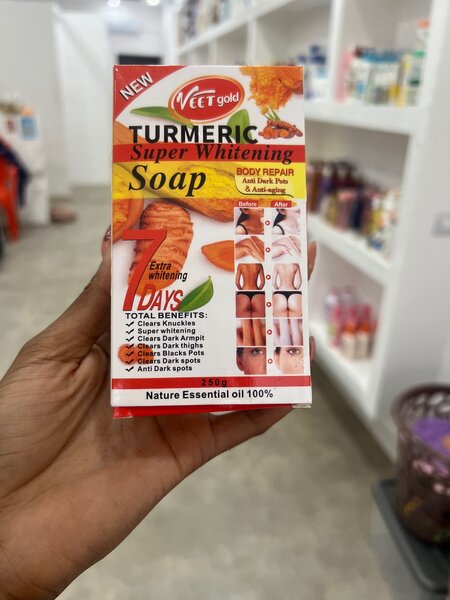 NEW
VEET gold
TURMERIC
Super Whitening
Soap
BODY REPAIR
Anti Dark Pots
& Anti-aging
Before
After
7
Extra
whitening
DAYS
TOTAL BENEFITS:
Clears Knuckles
Super whitening
Clears Dark Armpit
Clears Dark thighs
Clears Blacks Pots
Clears Dark spots
Anti Dark spots
250g
Nature Essential oil 100%